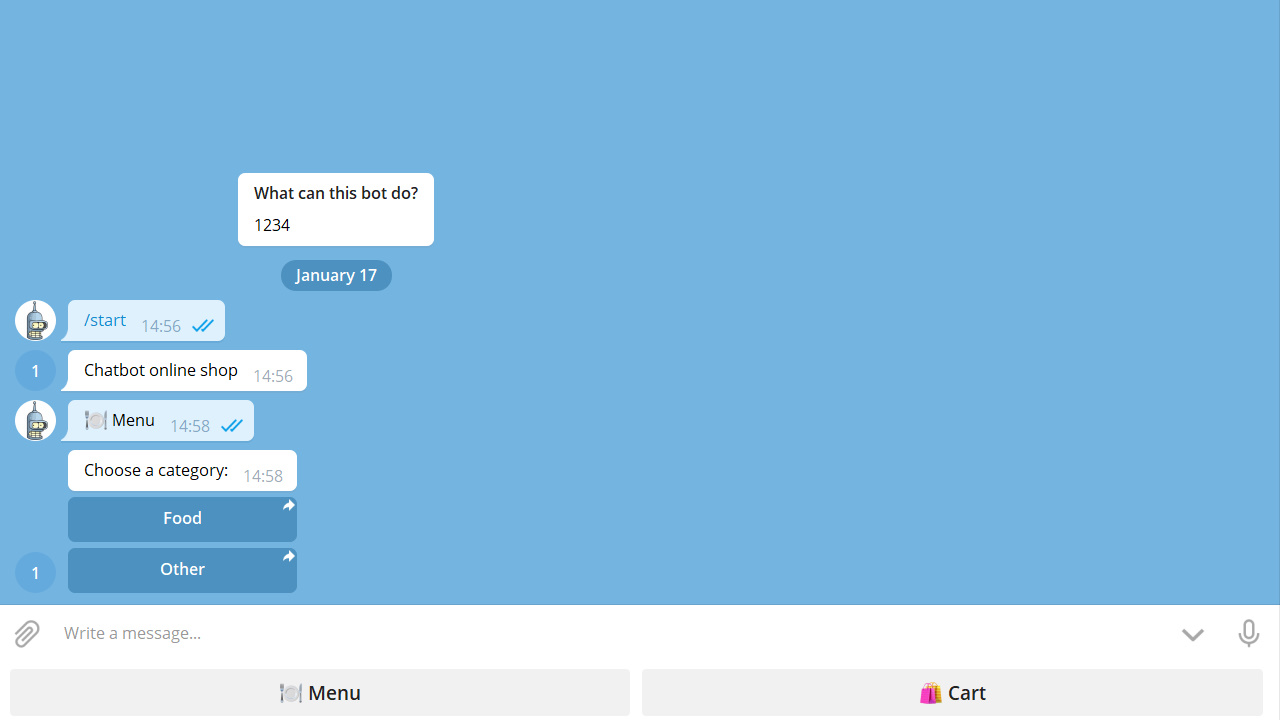 What can this bot do?
1234
January 17
/start 14:56
1 Chatbot online shop 14:56
🍽️ Menu 14:58
Choose a category: 14:58
Food
1 Other
Write a message...
🍽️ Menu 🛍️ Cart